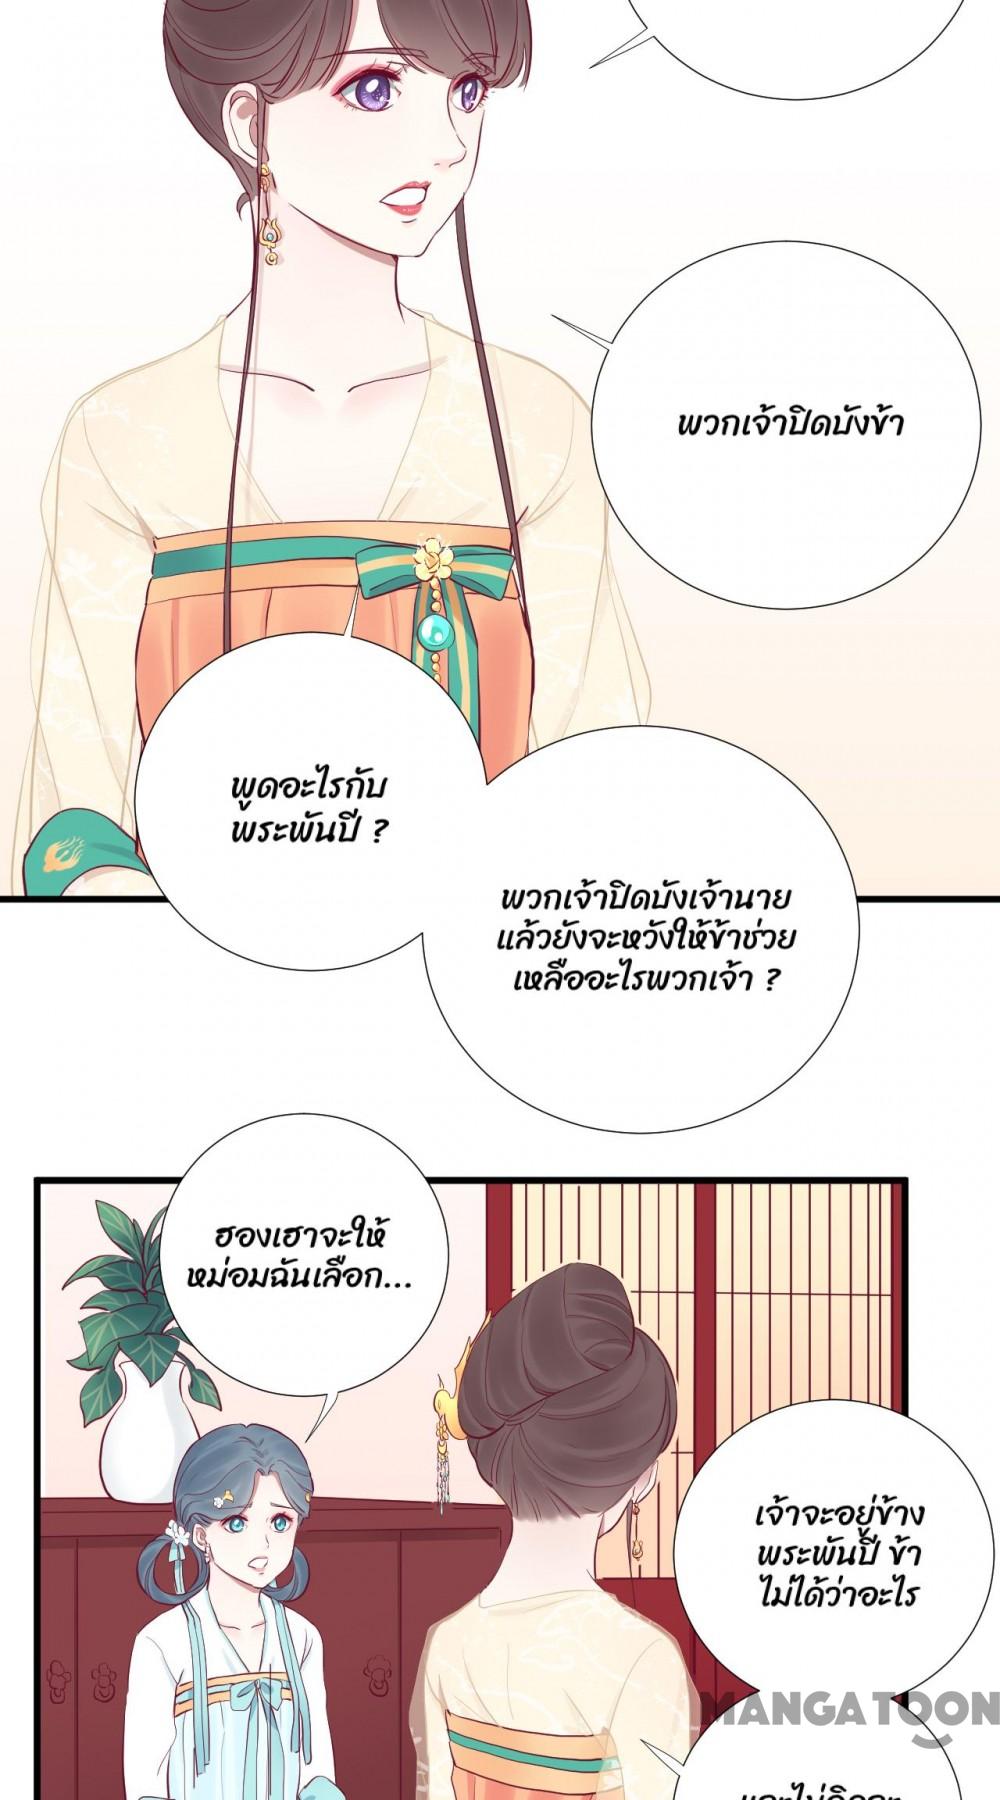 พวกเจ้าปิดบังข้า
พูดอะไรกับ
พระพันปี ?
พวกเจ้าปิดบังเจ้านาย
แล้วยังจะหวังให้ข้าช่วย
เหลืออะไรพวกเจ้า ?
ฮองเฮาจะให้
หม่อมฉันเลือก...
เจ้าจะอยู่ข้าง
พระพันปี ข้า
ไม่ได้ว่าอะไร
MANGATOON